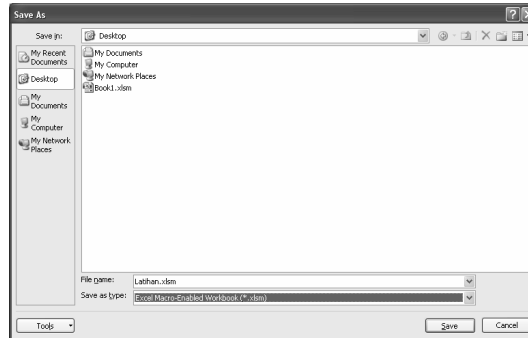 Save As
Save in:
Desktop
My Recent
Documents
Desktop
My
Documents
My
Computer
My Network
Places
My Documents
My Computer
My Network Places
Book1.xlsm
File name:
Latihan.xlsm
Save as type:
Excel Macro-Enabled Workbook (*.xlsm)
Tools
Save
Cancel